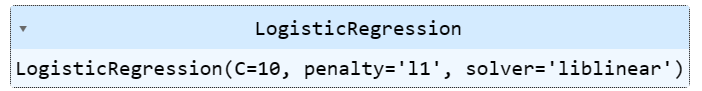 LogisticRegression
LogisticRegression(C=10, penalty='l1', solver='liblinear')